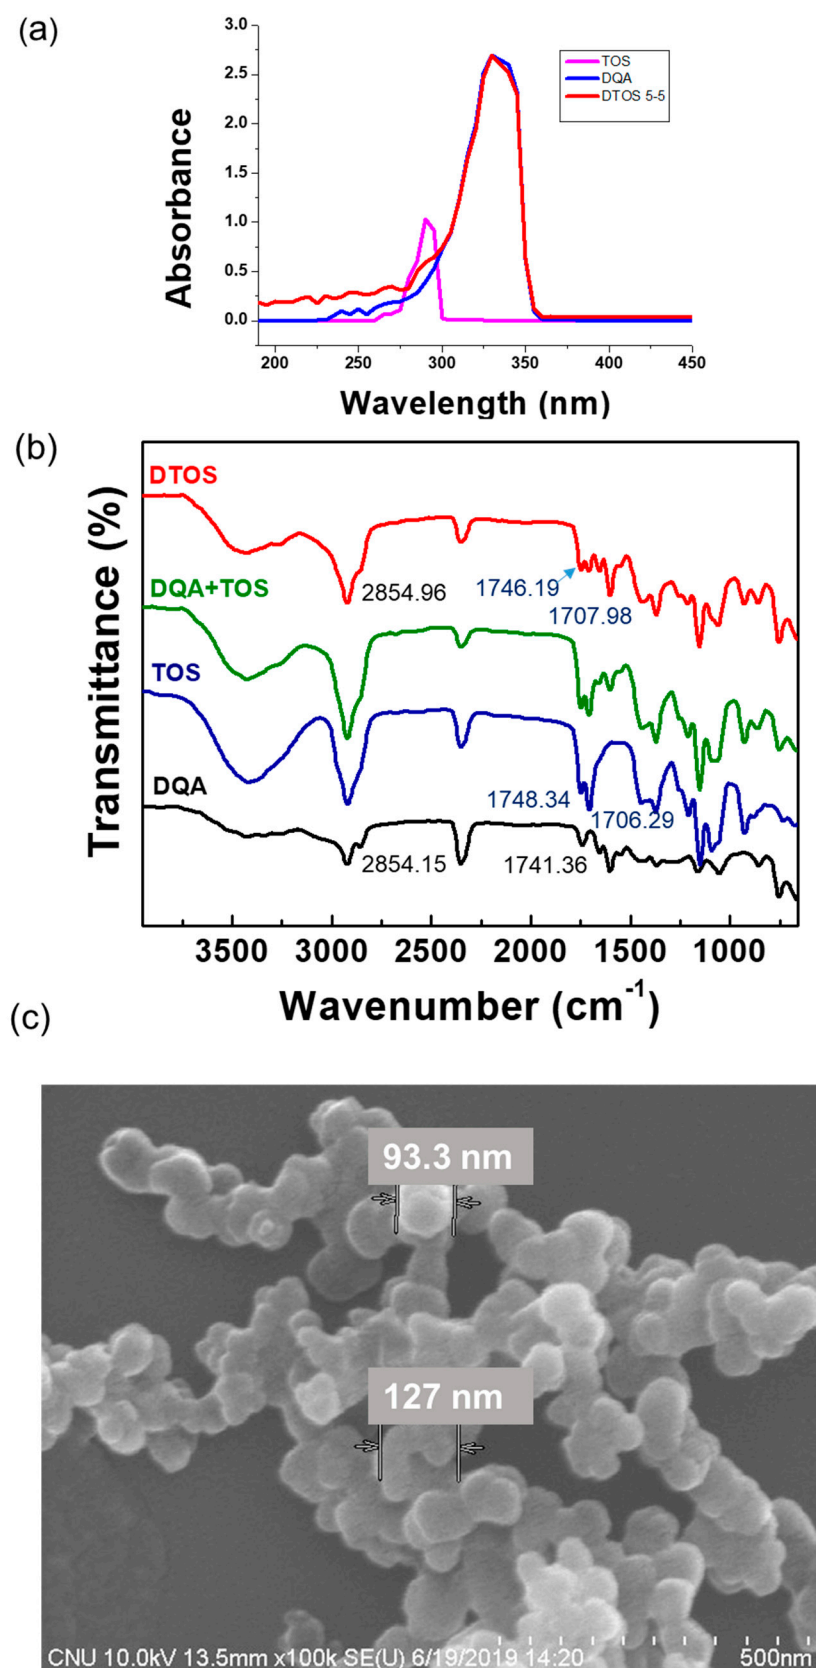 (a)
3.0
2.5
2.0
1.5
1.0
0.5
0.0
Absorbance
TOS
DQA
DTOS 5-5
200 250 300 350 400 450
Wavelength (nm)
(b)
Transmittance (%)
DTOS
2854.96
1746.19
1707.98
DQA+TOS
TOS
1748.34
1706.29
DQA
2854.15
1741.36
3500 3000 2500 2000 1500 1000
Wavenumber (cm⁻¹)
(c)
93.3 nm
127 nm
CNU 10.0kV 13.5mm x100k SE(U) 6/19/2019 14:20 500nm